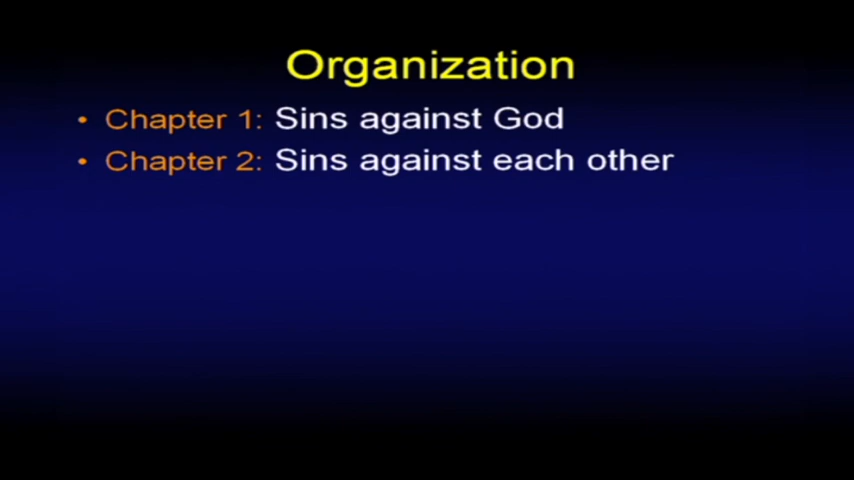 Organization
• Chapter 1: Sins against God
• Chapter 2: Sins against each other